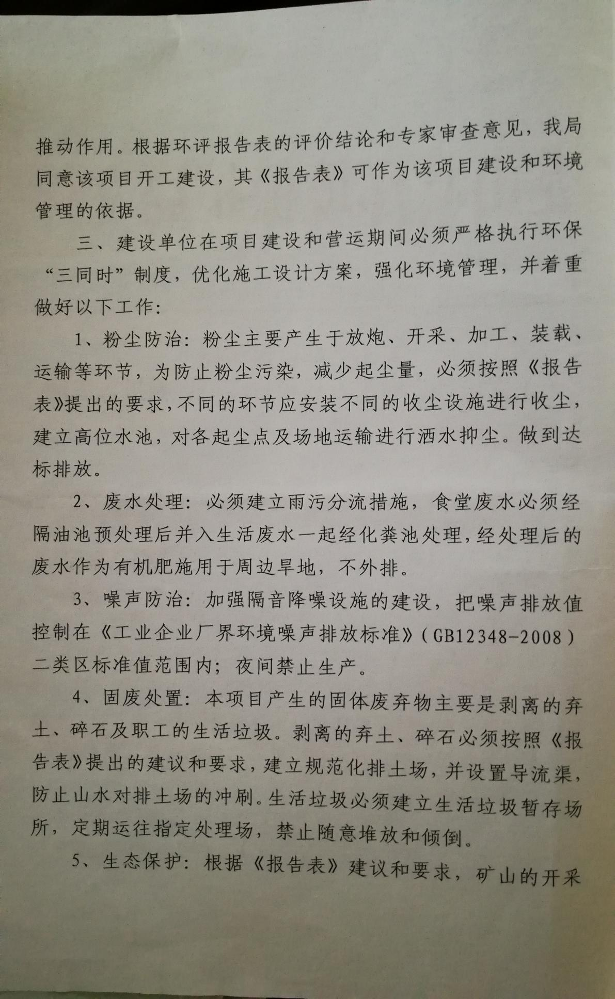 推动作用。根据环评报告表的评价结论和专家审查意见，我局
同意该项目开工建设，其《报告表》可作为该项目建设和环境
管理的依据。
三、建设单位在项目建设和营运期间必须严格执行环保
“三同时”制度，优化施工设计方案，强化环境管理，并着重
做好以下工作：
1、粉尘防治：粉尘主要产生于放炮、开采、加工、装载、
运输等环节，为防止粉尘污染，减少起尘量，必须按照《报告
表》提出的要求，不同的环节应安装不同的收尘设施进行收尘，
建立高位水池，对各起尘点及场地运输进行洒水抑尘。做到达
标排放。
2、废水处理：必须建立雨污分流措施，食堂废水必须经
隔油池预处理后并入生活废水一起经化粪池处理，经处理后的
废水作为有机肥施用于周边旱地，不外排。
3、噪声防治：加强隔音降噪设施的建设，把噪声排放值
控制在《工业企业厂界环境噪声排放标准》（GB12348-2008）
二类区标准值范围内；夜间禁止生产。
4、固废处置：本项目产生的固体废弃物主要是剥离的弃
土、碎石及职工的生活垃圾。剥离的弃土、碎石必须按照《报
告表》提出的建议和要求，建立规范化排土场，并设置导流渠，
防止山水对排土场的冲刷。生活垃圾必须建立生活垃圾暂存场
所，定期运往指定处理场，禁止随意堆放和倾倒。
5、生态保护：根据《报告表》建议和要求，矿山的开采